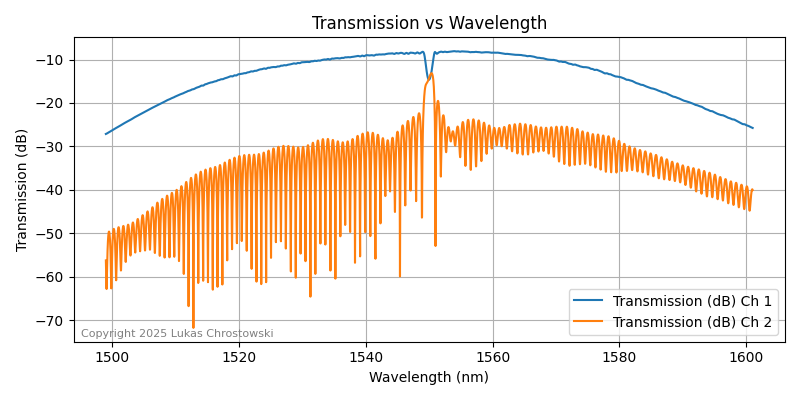 Transmission vs Wavelength
Transmission (dB)
−10
−20
−30
−40
−50
−60
−70
Transmission (dB) Ch 1
Transmission (dB) Ch 2
Copyright 2025 Lukas Chrostowski
1500 1520 1540 1560 1580 1600
Wavelength (nm)